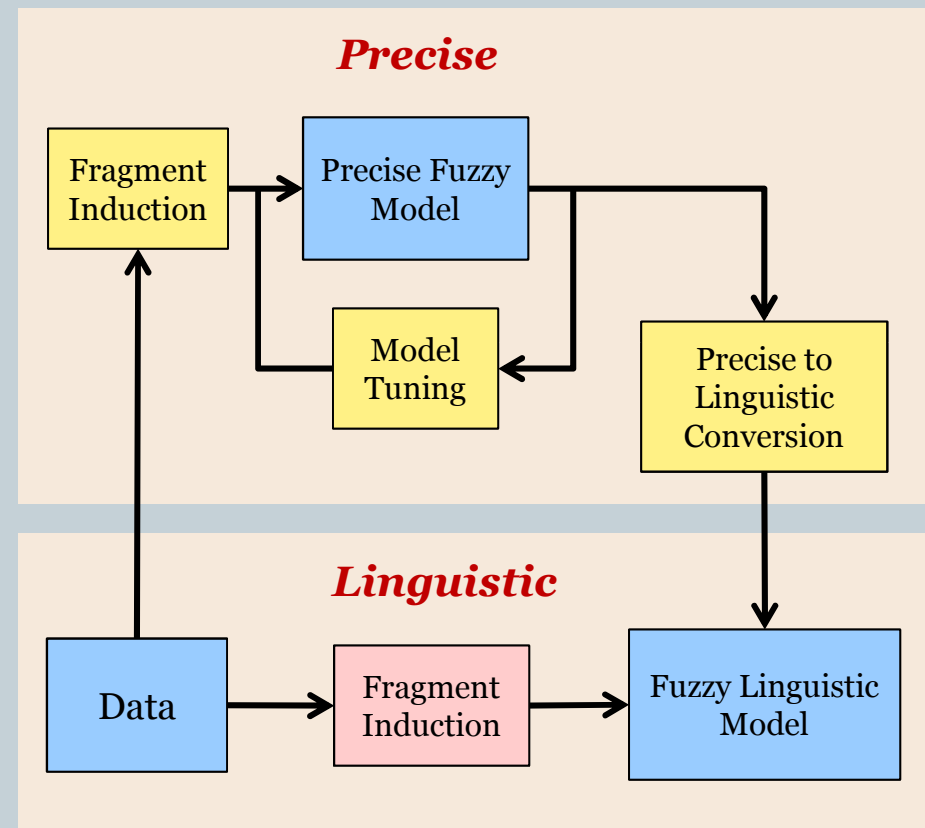 Precise
Fragment
Induction
Precise Fuzzy
Model
Model
Tuning
Precise to
Linguistic
Conversion
Linguistic
Data
Fragment
Induction
Fuzzy Linguistic
Model